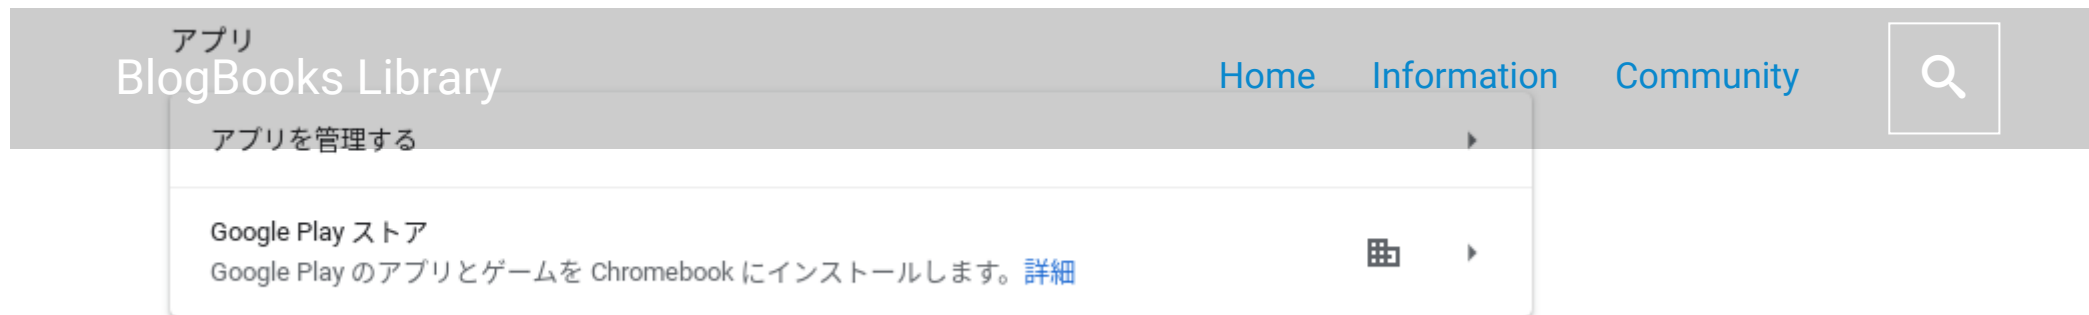 アプリ
BlogBooks Library
Home Information Community
アプリを管理する
Google Play ストア
Google Play のアプリとゲームを Chromebook にインストールします。詳細